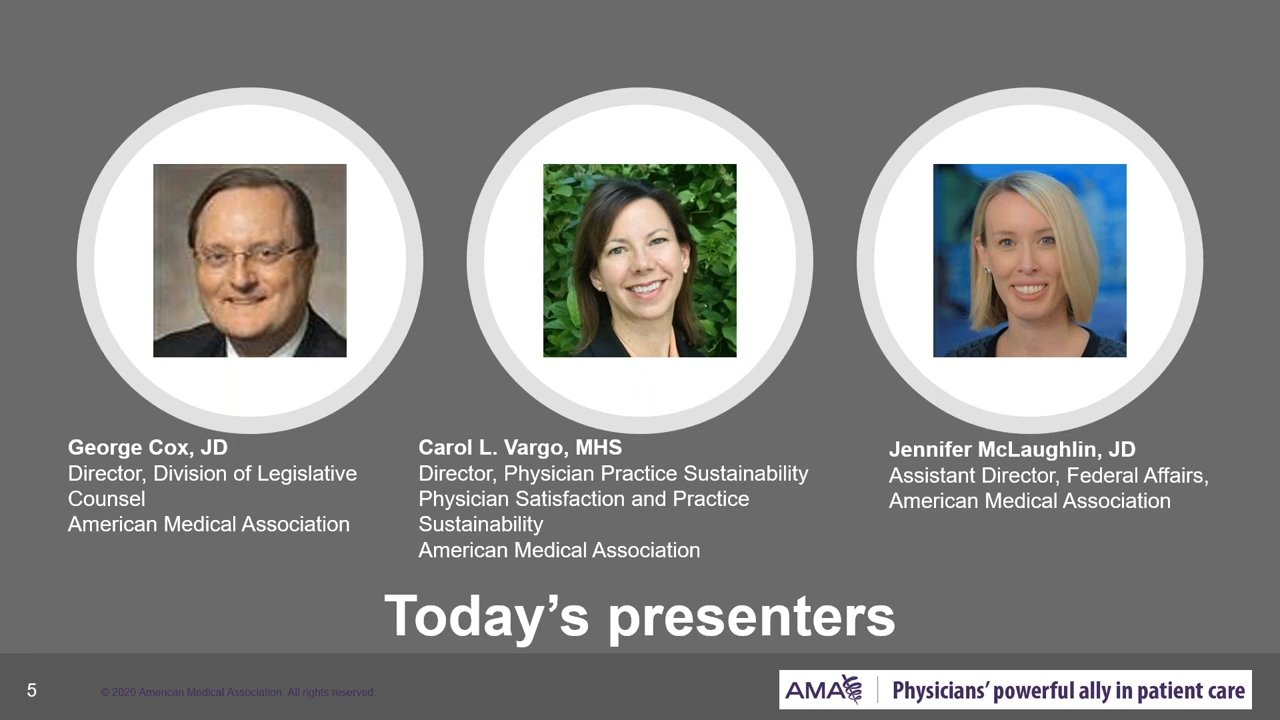 George Cox, JD
Director, Division of Legislative
Counsel
American Medical Association
Carol L. Vargo, MHS
Director, Physician Practice Sustainability
Physician Satisfaction and Practice
Sustainability
American Medical Association
Jennifer McLaughlin, JD
Assistant Director, Federal Affairs,
American Medical Association
Today’s presenters
5
© 2020 American Medical Association. All rights reserved.
AMA
Physicians’ powerful ally in patient care